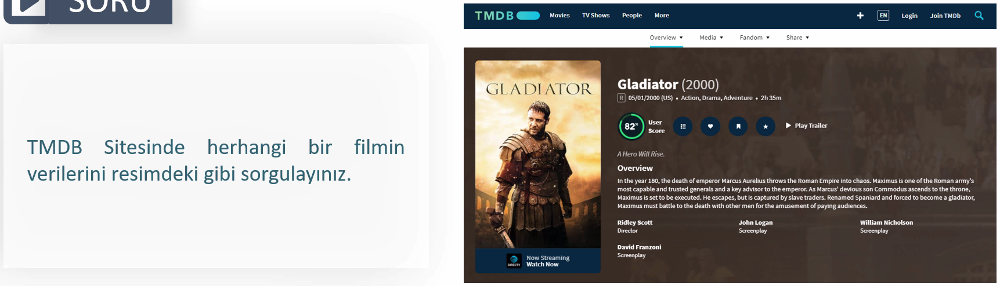 SORU
TMDB Sitesinde herhangi bir filmin
verilerini resimdeki gibi sorgulayınız.
TMDB Movies TV Shows People More + EN Login Join TMDb
Overview Media Fandom Share
GLADIATOR
Now Streaming
Watch Now
DIRECTV
Gladiator (2000)
R 05/01/2000 (US) • Action, Drama, Adventure • 2h 35m
82% User
Score
Play Trailer
A Hero Will Rise.
Overview
In the year 180, the death of emperor Marcus Aurelius throws the Roman Empire into chaos. Maximus is one of the Roman army's
most capable and trusted generals and a key advisor to the emperor. As Marcus' devious son Commodus ascends to the throne,
Maximus is set to be executed. He escapes, but is captured by slave traders. Renamed Spaniard and forced to become a gladiator,
Maximus must battle to the death with other men for the amusement of paying audiences.
Ridley Scott John Logan William Nicholson
Director Screenplay Screenplay
David Franzoni
Screenplay